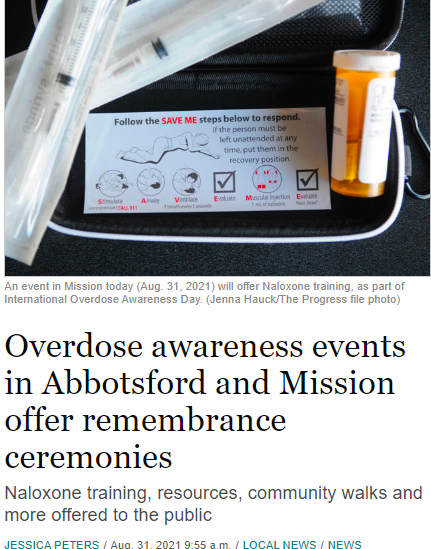 Follow the SAVE ME steps below to respond.
If the person must be
left unattended at any
time, put them in the
recovery position.
Stimulate Airway Ventilate Evaluate Muscular Injection Evaluate
CALL 911 1 breath every 5 seconds 1 mL of naloxone
An event in Mission today (Aug. 31, 2021) will offer Naloxone training, as part of
International Overdose Awareness Day. (Jenna Hauck/The Progress file photo)
Overdose awareness events
in Abbotsford and Mission
offer remembrance
ceremonies
Naloxone training, resources, community walks and
more offered to the public
JESSICA PETERS / Aug. 31, 2021 9:55 a.m. / LOCAL NEWS / NEWS